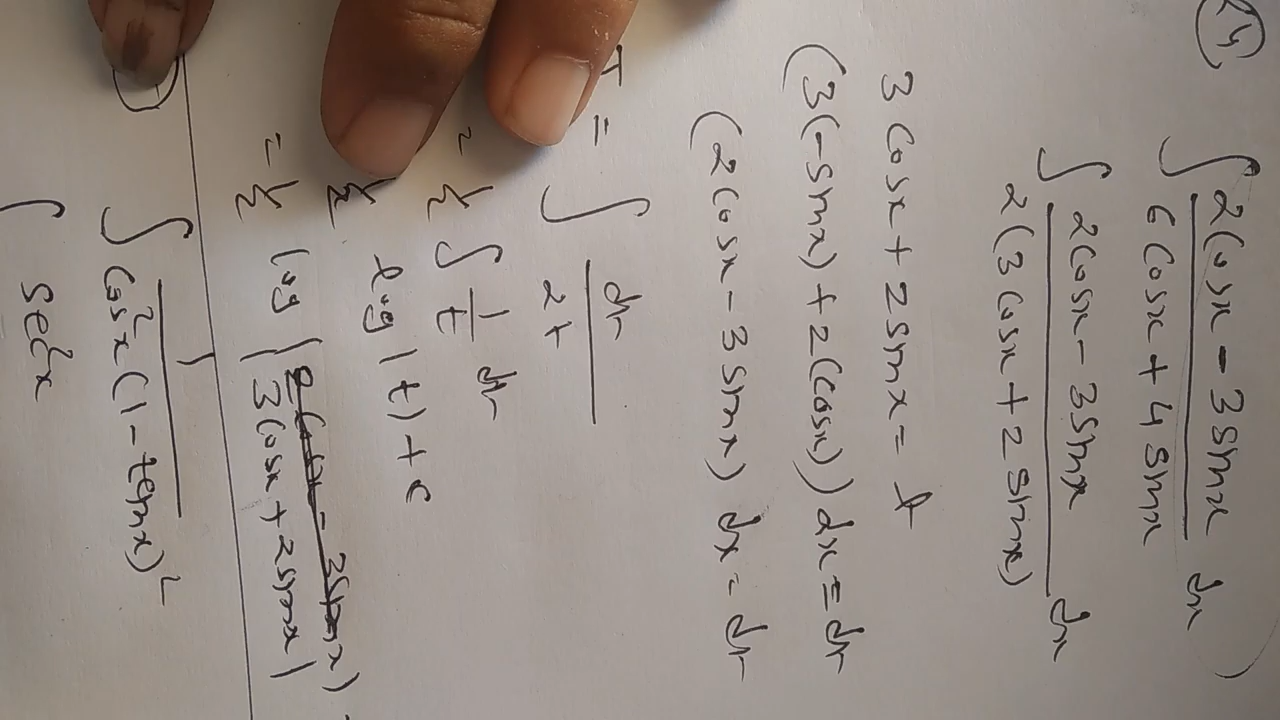 24 ∫ (2cosx - 3sinx)/(6cosx + 4sinx) dx
∫ (2cosx - 3sinx)/(2(3cosx + 2sinx)) dx
3cosx + 2sinx = t
(3(-sinx) + 2(cosx)) dx = dt
(2cosx - 3sinx) dx = dt
I = ∫ dt/2t
= ½ ∫ 1/t dt
½ log |t| + c
= ½ log |3cosx + 2sinx|
∫ 1/(cos²x (1 - tanx)²)
∫ sec²x